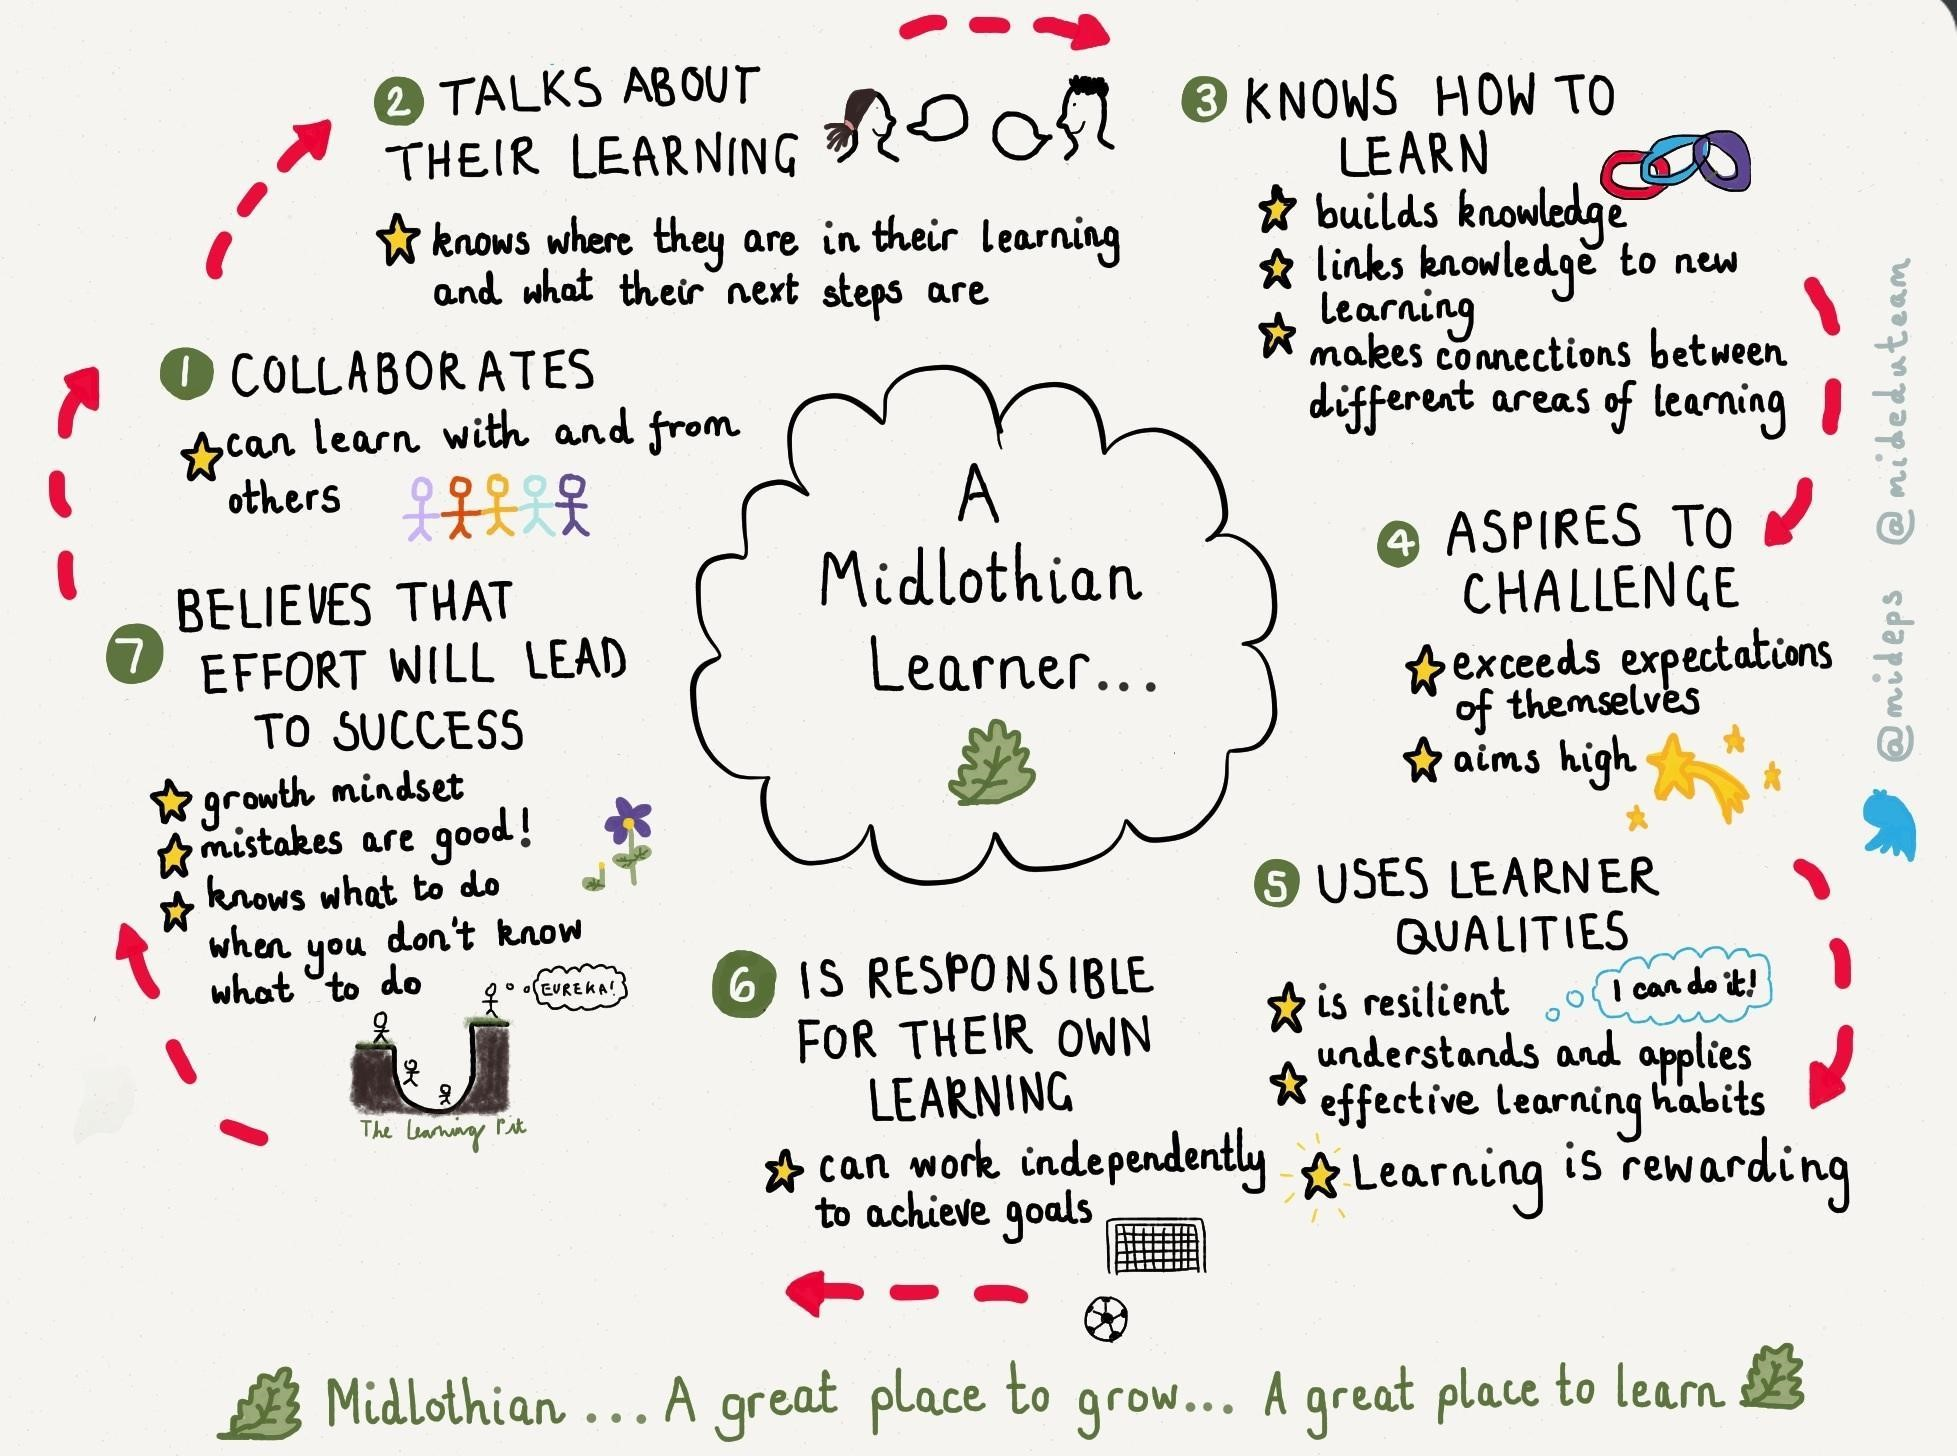 A
Midlothian
Learner...
1 COLLABORATES
can learn with and from
others
2 TALKS ABOUT
THEIR LEARNING
knows where they are in their learning
and what their next steps are
3 KNOWS HOW TO
LEARN
builds knowledge
links knowledge to new
learning
makes connections between
different areas of learning
4 ASPIRES TO
CHALLENGE
exceeds expectations
of themselves
aims high
5 USES LEARNER
QUALITIES
is resilient
I can do it!
understands and applies
effective learning habits
Learning is rewarding
6 IS RESPONSIBLE
FOR THEIR OWN
LEARNING
can work independently
to achieve goals
7 BELIEVES THAT
EFFORT WILL LEAD
TO SUCCESS
growth mindset
mistakes are good!
knows what to do
when you don't know
what to do
EUREKA!
The Learning Pit
@mideps @mideduteam
Midlothian ... A great place to grow... A great place to learn